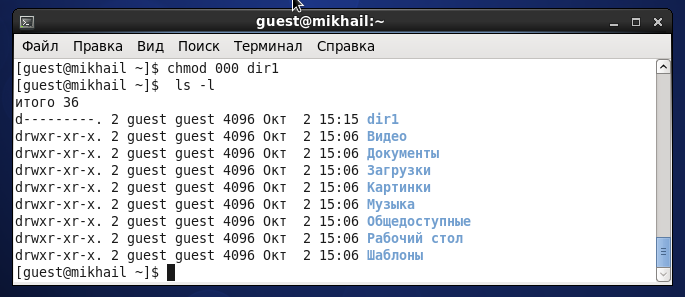 guest@mikhail:~
Файл Правка Вид Поиск Терминал Справка
[guest@mikhail ~]$ chmod 000 dir1
[guest@mikhail ~]$  ls -l
итого 36
d---------. 2 guest guest 4096 Окт  2 15:15 dir1
drwxr-xr-x. 2 guest guest 4096 Окт  2 15:06 Видео
drwxr-xr-x. 2 guest guest 4096 Окт  2 15:06 Документы
drwxr-xr-x. 2 guest guest 4096 Окт  2 15:06 Загрузки
drwxr-xr-x. 2 guest guest 4096 Окт  2 15:06 Картинки
drwxr-xr-x. 2 guest guest 4096 Окт  2 15:06 Музыка
drwxr-xr-x. 2 guest guest 4096 Окт  2 15:06 Общедоступные
drwxr-xr-x. 2 guest guest 4096 Окт  2 15:06 Рабочий стол
drwxr-xr-x. 2 guest guest 4096 Окт  2 15:06 Шаблоны
[guest@mikhail ~]$